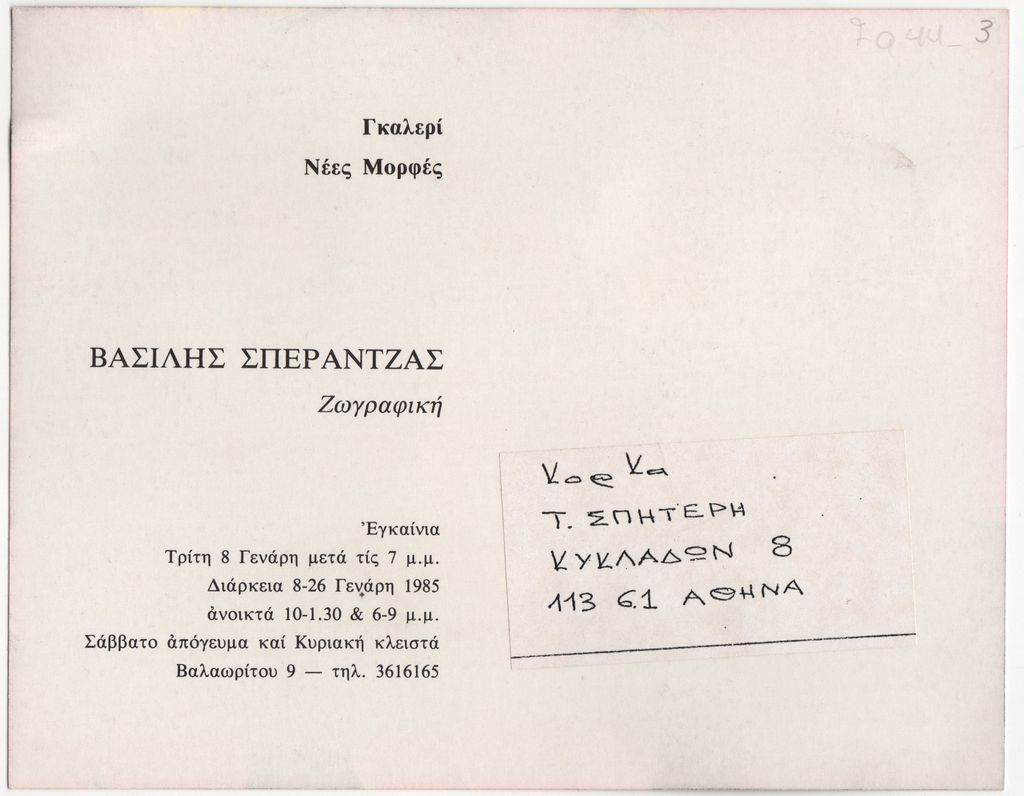 3
Γκαλερί
Νέες Μορφές
ΒΑΣΙΛΗΣ ΣΠΕΡΑΝΤΖΑΣ
Ζωγραφική
Ἐγκαίνια
Τρίτη 8 Γενάρη μετά τίς 7 μ.μ.
Διάρκεια 8-26 Γενάρη 1985
ἀνοικτά 10-1.30 & 6-9 μ.μ.
Σάββατο ἀπόγευμα καί Κυριακή κλειστά
Βαλαωρίτου 9 — τηλ. 3616165
Κος Κα
Τ. ΣΠΗΤΕΡΗ
ΚΥΚΛΑΔΩΝ 8
113 61 ΑΘΗΝΑ